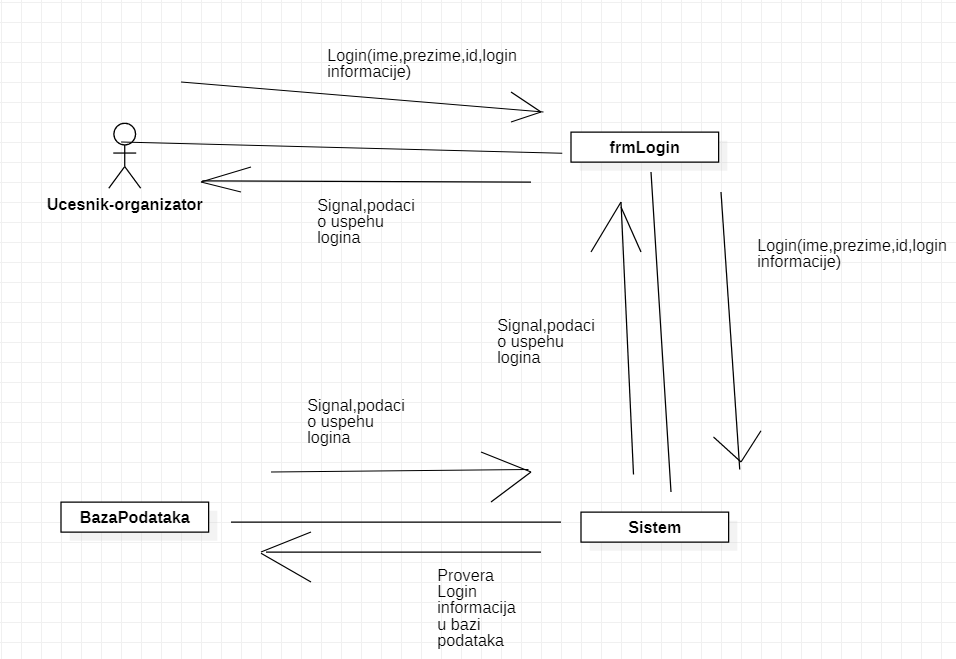 Login(ime,prezime,id,login
informacije)
frmLogin
Ucesnik-organizator
Signal,podaci
o uspehu
logina
Login(ime,prezime,id,login
informacije)
Signal,podaci
o uspehu
logina
Signal,podaci
o uspehu
logina
BazaPodataka
Sistem
Provera
Login
informacija
u bazi
podataka